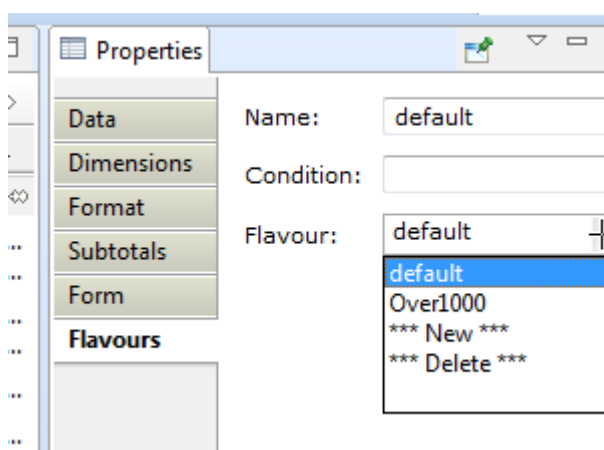 Properties
Data
Dimensions
Format
Subtotals
Form
Flavours
Name: default
Condition:
Flavour: default
default
Over1000
*** New ***
*** Delete ***